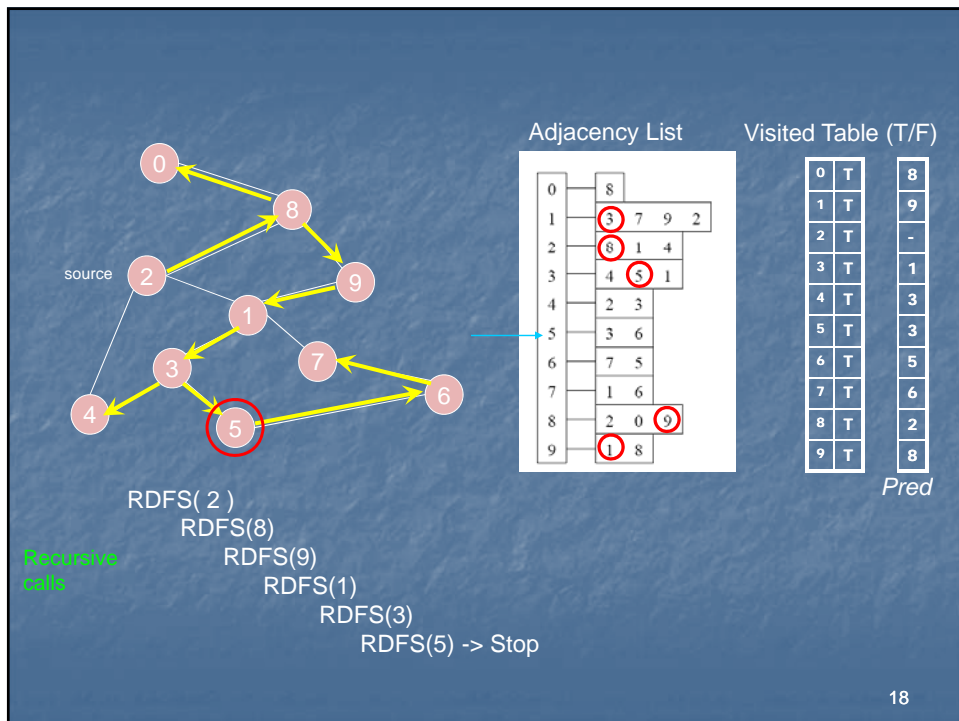 Adjacency List
Visited Table (T/F)
0
8
source
2
9
1
7
3
6
4
5
0 8
1 3 7 9 2
2 8 1 4
3 4 5 1
4 2 3
5 3 6
6 7 5
7 1 6
8 2 0 9
9 1 8
0 T 8
1 T 9
2 T -
3 T 1
4 T 3
5 T 3
6 T 5
7 T 6
8 T 2
9 T 8
Pred
RDFS( 2 )
RDFS(8)
Recursive
calls
RDFS(9)
RDFS(1)
RDFS(3)
RDFS(5) -> Stop
18